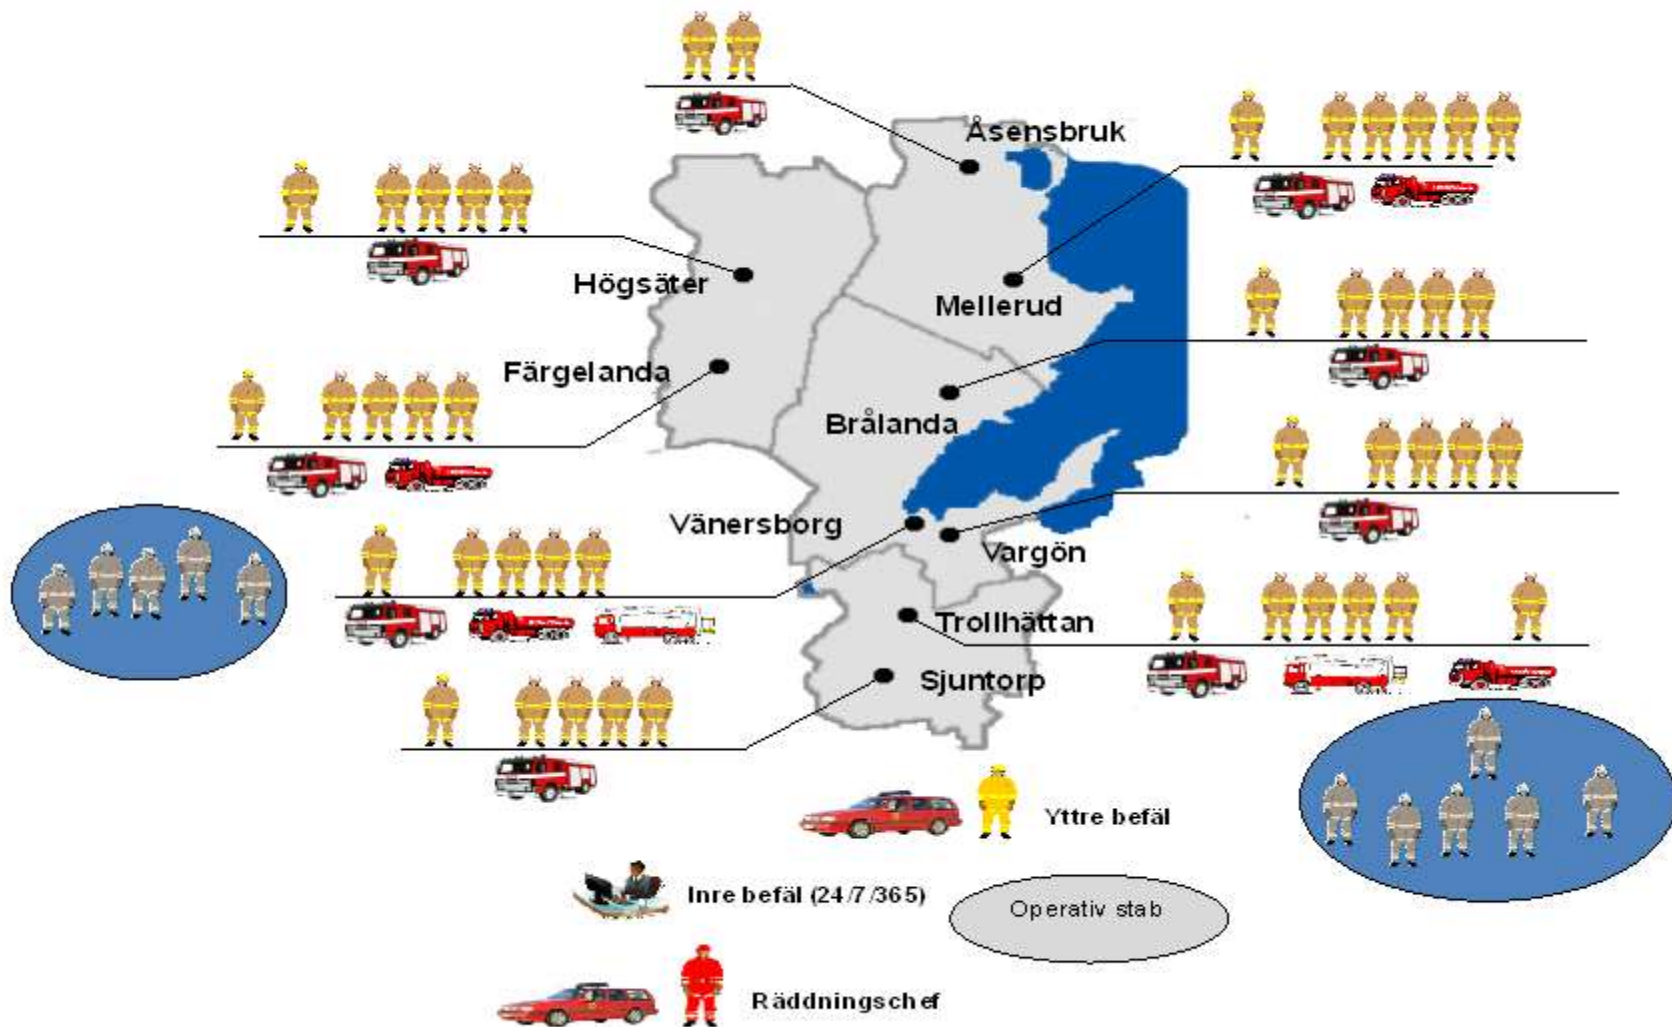 Åsensbruk
Högsäter
Mellerud
Färgelanda
Brålanda
Vänersborg
Vargön
Trollhättan
Sjuntorp
Yttre befäl
Inre befäl (24/7/365)
Operativ stab
Räddningschef